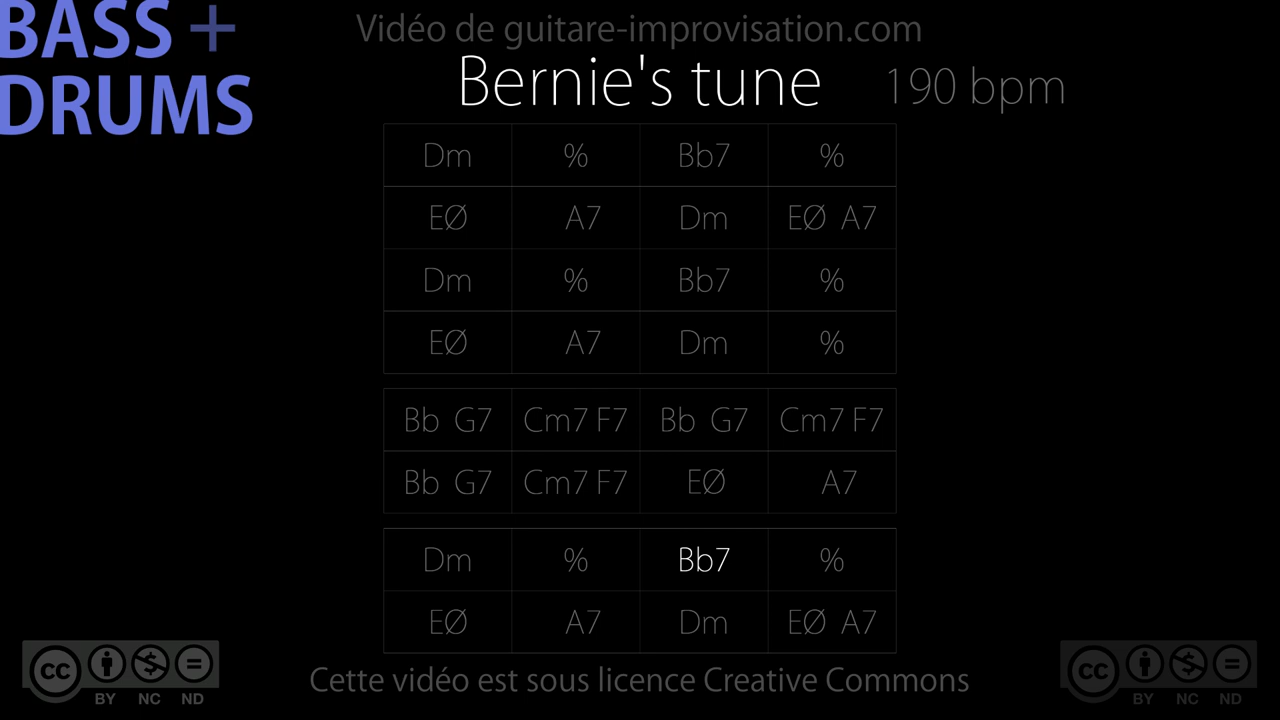 BASS +
DRUMS
Vidéo de guitare-improvisation.com
Bernie's tune 190 bpm
Dm % Bb7 %
EØ A7 Dm EØ A7
Dm % Bb7 %
EØ A7 Dm %
Bb G7 Cm7 F7 Bb G7 Cm7 F7
Bb G7 Cm7 F7 EØ A7
Dm % Bb7 %
EØ A7 Dm EØ A7
cc BY NC ND
Cette vidéo est sous licence Creative Commons
cc BY NC ND